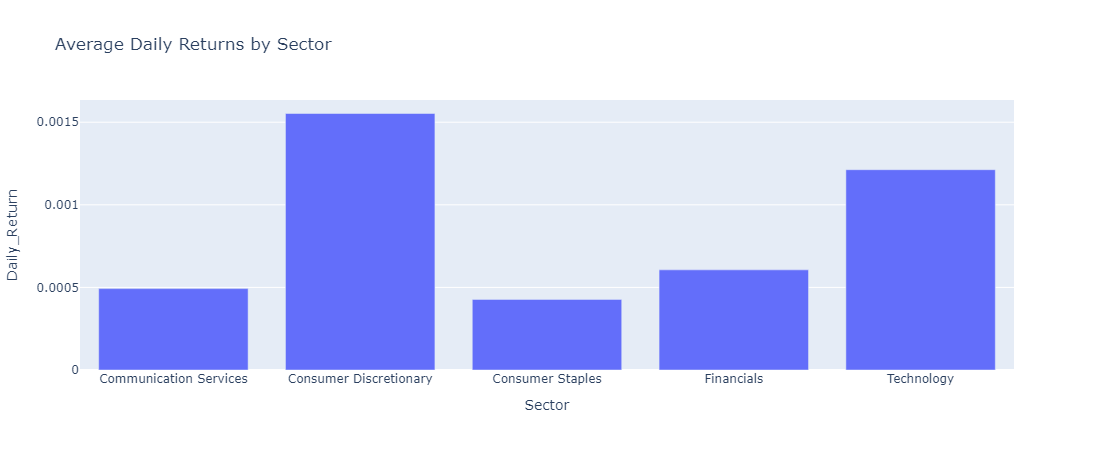 Average Daily Returns by Sector
Daily_Return
0.0015
0.001
0.0005
0
Communication Services
Consumer Discretionary
Consumer Staples
Financials
Technology
Sector